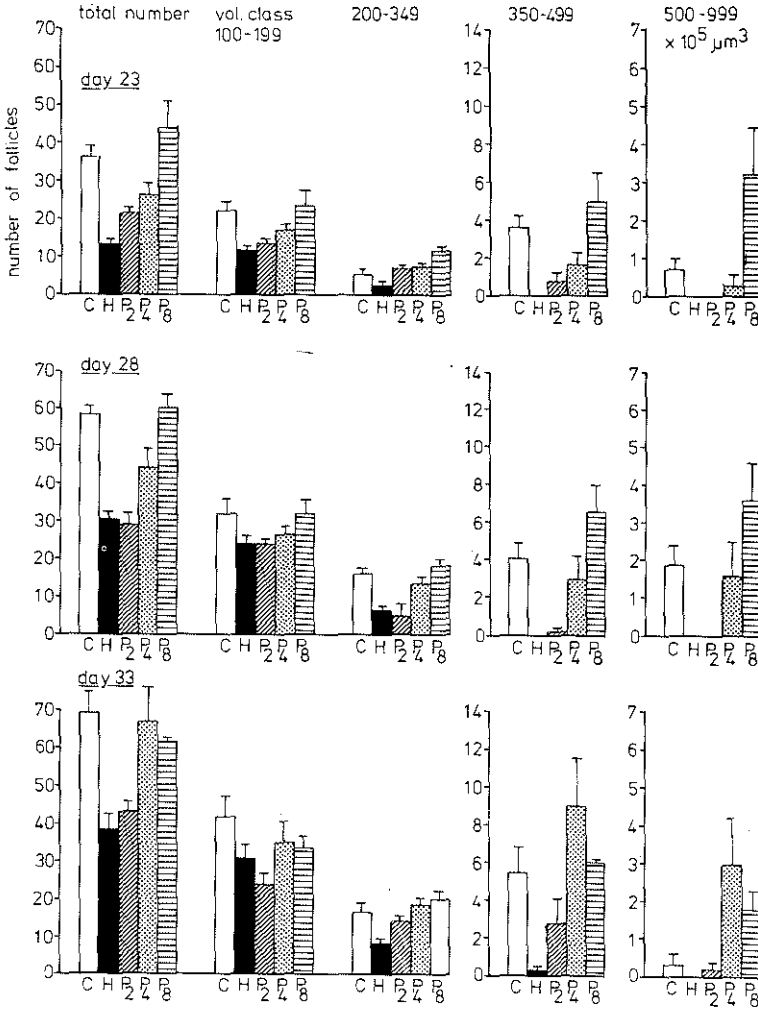 total number vol. class 200-349 350-499 500-999
100-199 × 10⁵ µm³
number of follicles
day 23
70 60 50 40 30 20 10 0
14 12 10 8 6 4 2 0
7 6 5 4 3 2 1 0
C H P2 P4 P8 C H P2 P4 P8 C H P2 P4 P8 C H P2 P4 P8 C H P2 P4 P8
day 28
70 60 50 40 30 20 10 0
14 12 10 8 6 4 2 0
7 6 5 4 3 2 1 0
C H P2 P4 P8 C H P2 P4 P8 C H P2 P4 P8 C H P2 P4 P8 C H P2 P4 P8
day 33
70 60 50 40 30 20 10 0
14 12 10 8 6 4 2 0
7 6 5 4 3 2 1 0
C H P2 P4 P8 C H P2 P4 P8 C H P2 P4 P8 C H P2 P4 P8 C H P2 P4 P8